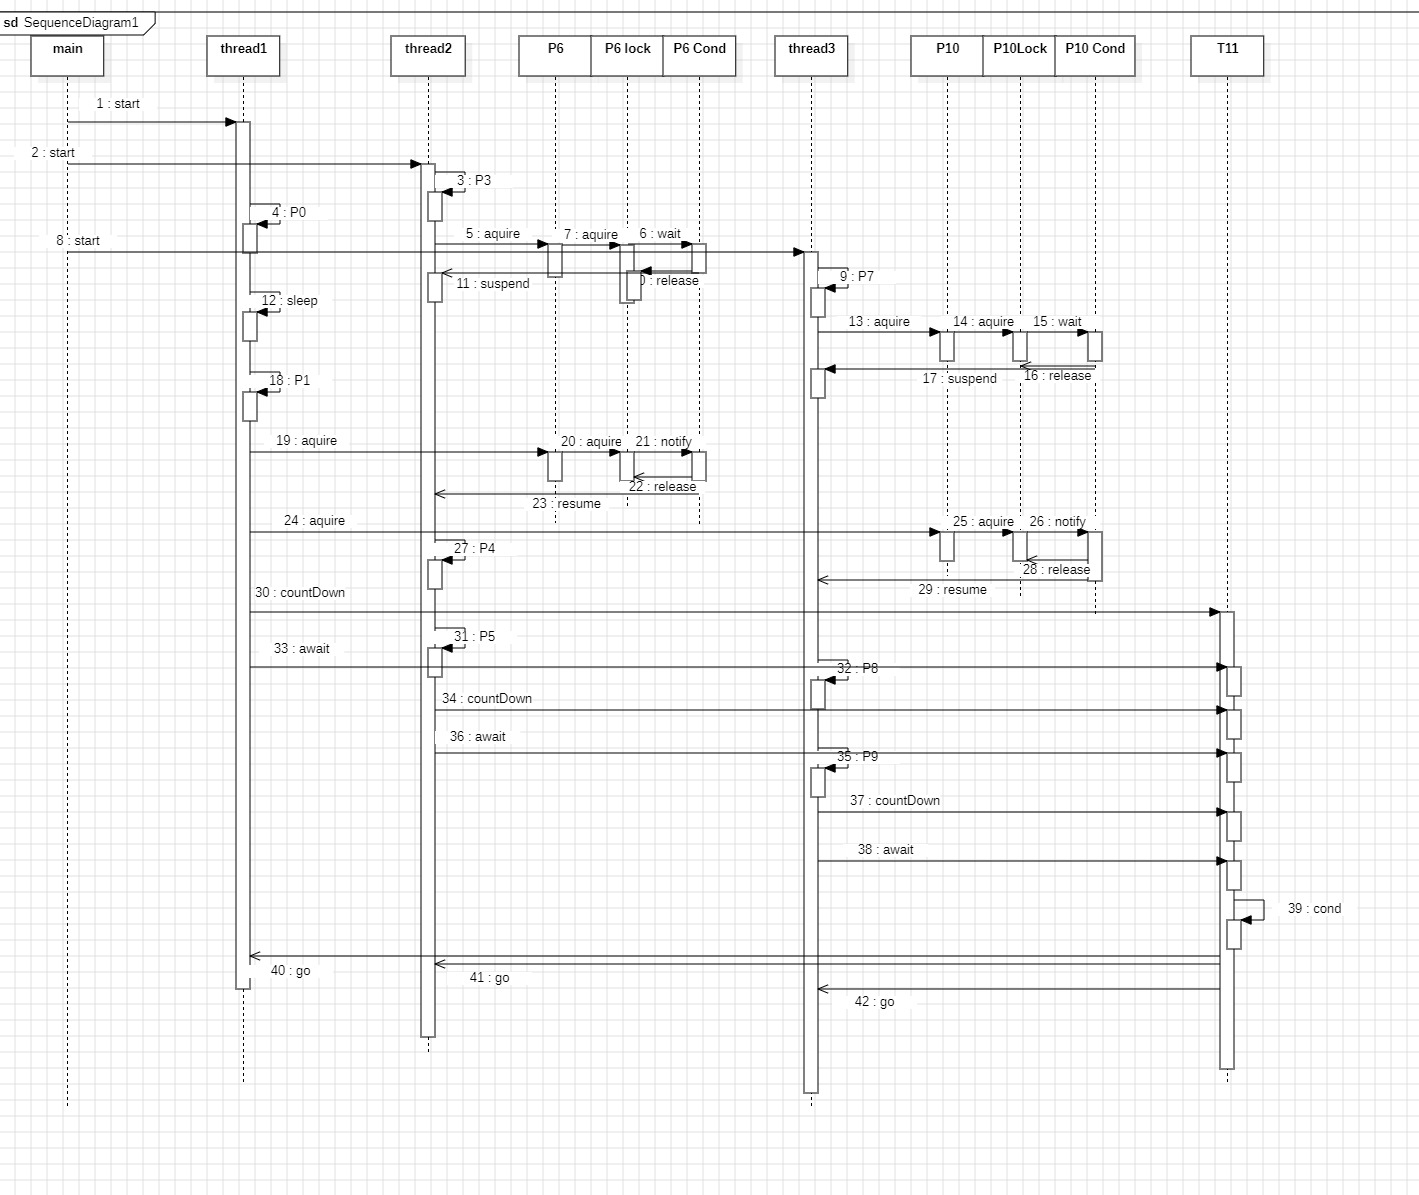 sd SequenceDiagram1
main
thread1
thread2
P6
P6 lock
P6 Cond
thread3
P10
P10Lock
P10 Cond
T11
1 : start
2 : start
3 : P3
4 : P0
5 : aquire
7 : aquire
6 : wait
8 : start
9 : P7
11 : suspend
0 : release
12 : sleep
13 : aquire
14 : aquire
15 : wait
16 : release
17 : suspend
18 : P1
19 : aquire
20 : aquire
21 : notify
22 : release
23 : resume
24 : aquire
25 : aquire
26 : notify
27 : P4
28 : release
29 : resume
30 : countDown
31 : P5
33 : await
32 : P8
34 : countDown
36 : await
35 : P9
37 : countDown
38 : await
39 : cond
40 : go
41 : go
42 : go